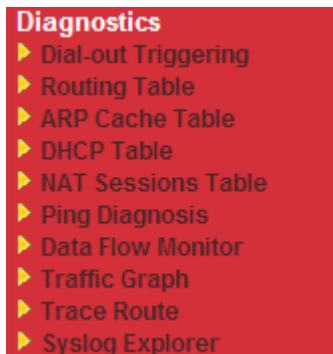 Diagnostics
Dial-out Triggering
Routing Table
ARP Cache Table
DHCP Table
NAT Sessions Table
Ping Diagnosis
Data Flow Monitor
Traffic Graph
Trace Route
Syslog Explorer